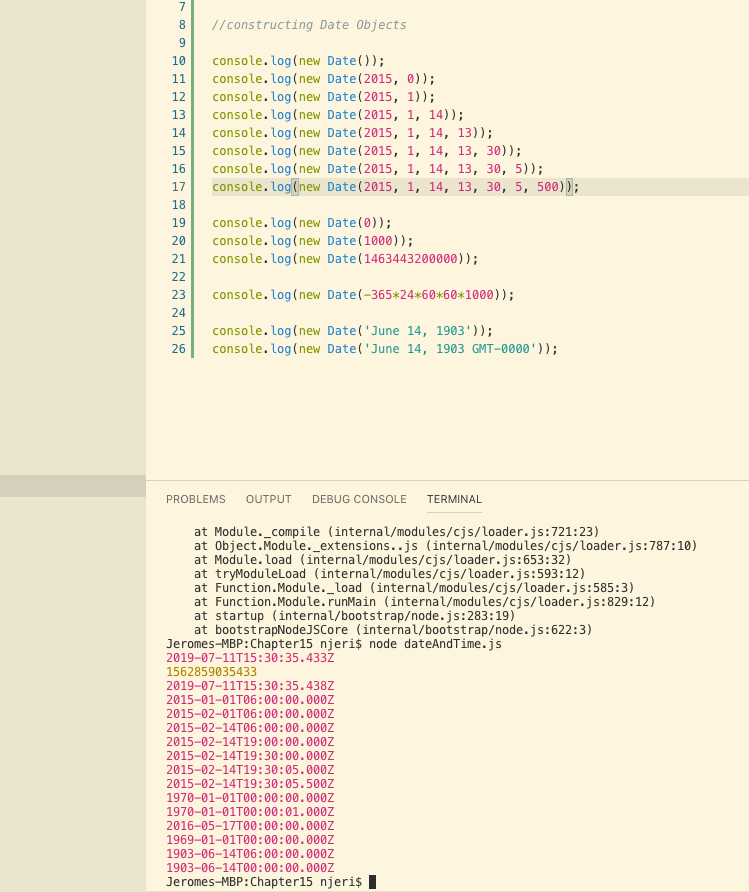 7
8 //constructing Date Objects
9
10 console.log(new Date());
11 console.log(new Date(2015, 0));
12 console.log(new Date(2015, 1));
13 console.log(new Date(2015, 1, 14));
14 console.log(new Date(2015, 1, 14, 13));
15 console.log(new Date(2015, 1, 14, 13, 30));
16 console.log(new Date(2015, 1, 14, 13, 30, 5));
17 console.log(new Date(2015, 1, 14, 13, 30, 5, 500));
18
19 console.log(new Date(0));
20 console.log(new Date(1000));
21 console.log(new Date(1463443200000));
22
23 console.log(new Date(-365*24*60*60*1000));
24
25 console.log(new Date('June 14, 1903'));
26 console.log(new Date('June 14, 1903 GMT-0000'));
PROBLEMS OUTPUT DEBUG CONSOLE TERMINAL
at Module._compile (internal/modules/cjs/loader.js:721:23)
at Object.Module._extensions..js (internal/modules/cjs/loader.js:787:10)
at Module.load (internal/modules/cjs/loader.js:653:32)
at tryModuleLoad (internal/modules/cjs/loader.js:593:12)
at Function.Module._load (internal/modules/cjs/loader.js:585:3)
at Function.Module.runMain (internal/modules/cjs/loader.js:829:12)
at startup (internal/bootstrap/node.js:283:19)
at bootstrapNodeJSCore (internal/bootstrap/node.js:622:3)
Jeromes-MBP:Chapter15 njeri$ node dateAndTime.js
2019-07-11T15:30:35.433Z
1562859035433
2019-07-11T15:30:35.438Z
2015-01-01T06:00:00.000Z
2015-02-01T06:00:00.000Z
2015-02-14T06:00:00.000Z
2015-02-14T19:00:00.000Z
2015-02-14T19:30:00.000Z
2015-02-14T19:30:05.000Z
2015-02-14T19:30:05.500Z
1970-01-01T00:00:00.000Z
1970-01-01T00:00:01.000Z
2016-05-17T00:00:00.000Z
1969-01-01T00:00:00.000Z
1903-06-14T06:00:00.000Z
1903-06-14T00:00:00.000Z
Jeromes-MBP:Chapter15 njeri$